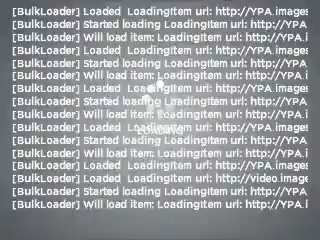 [BulkLoader] Loaded LoadingItem url: http://YPA.images
[BulkLoader] Started loading LoadingItem url: http://YPA
[BulkLoader] Will load item: LoadingItem url: http://YPA.i
[BulkLoader] Loaded LoadingItem url: http://YPA.images
[BulkLoader] Started loading LoadingItem url: http://YPA
[BulkLoader] Will load item: LoadingItem url: http://YPA.i
[BulkLoader] Loaded LoadingItem url: http://YPA.images
[BulkLoader] Started loading LoadingItem url: http://YPA
[BulkLoader] Will load item: LoadingItem url: http://YPA.i
[BulkLoader] Loaded LoadingItem url: http://YPA.images
LOADING
[BulkLoader] Started loading LoadingItem url: http://YPA
[BulkLoader] Will load item: LoadingItem url: http://YPA.i
[BulkLoader] Loaded LoadingItem url: http://YPA.images
[BulkLoader] Loaded LoadingItem url: http://video.image
[BulkLoader] Started loading LoadingItem url: http://YPA
[BulkLoader] Will load item: LoadingItem url: http://YPA.i